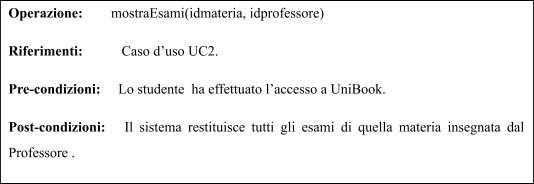 Operazione: mostraEsami(idmateria, idprofessore)
Riferimenti: Caso d’uso UC2.
Pre-condizioni: Lo studente ha effettuato l’accesso a UniBook.
Post-condizioni: Il sistema restituisce tutti gli esami di quella materia insegnata dal
Professore .